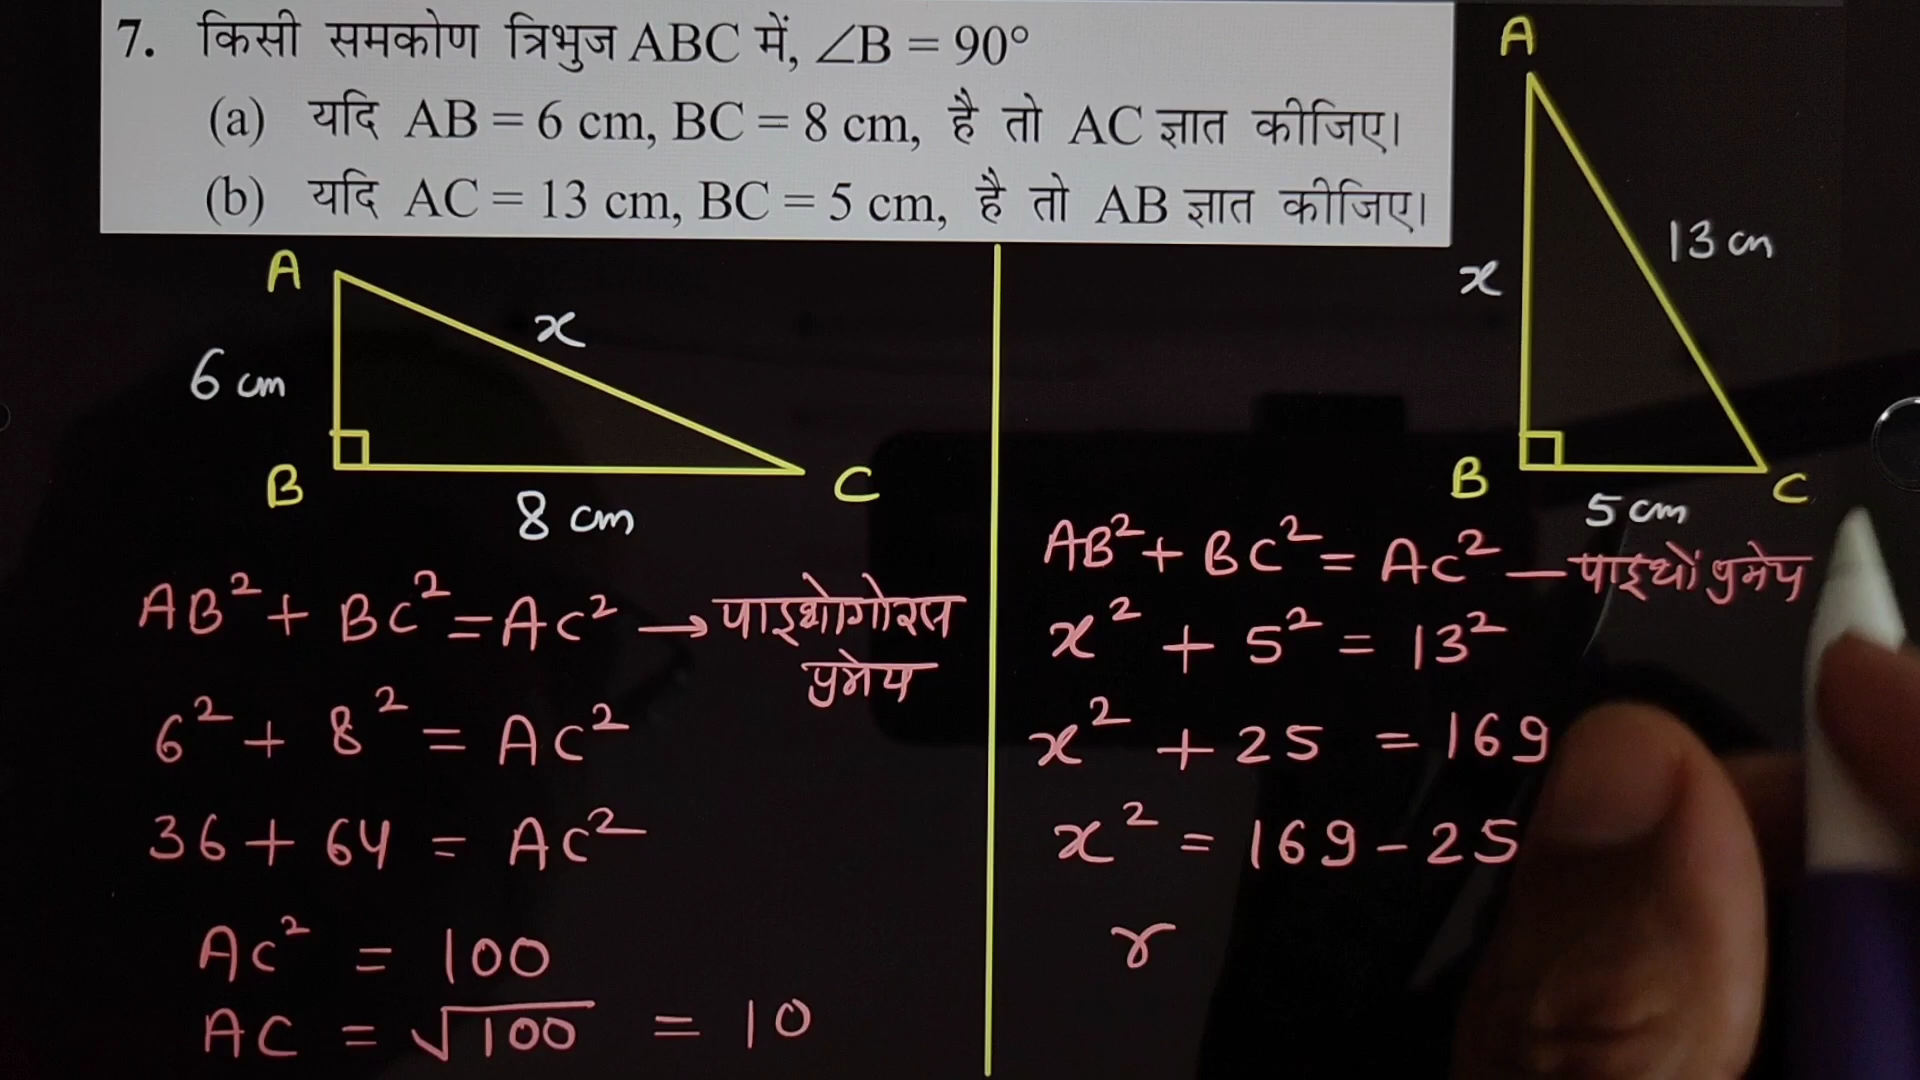 7. किसी समकोण त्रिभुज ABC में, ∠B = 90°
(a) यदि AB = 6 cm, BC = 8 cm, है तो AC ज्ञात कीजिए।
(b) यदि AC = 13 cm, BC = 5 cm, है तो AB ज्ञात कीजिए।
A
6 cm
x
B
8 cm
C
AB² + BC² = AC² → पाइथोगोरस
प्रमेय
6² + 8² = AC²
36 + 64 = AC²
AC² = 100
AC = √100 = 10
A
x
13 cm
B
5 cm
C
AB² + BC² = AC² — पाइथों प्रमेय
x² + 5² = 13²
x² + 25 = 169
x² = 169 - 25